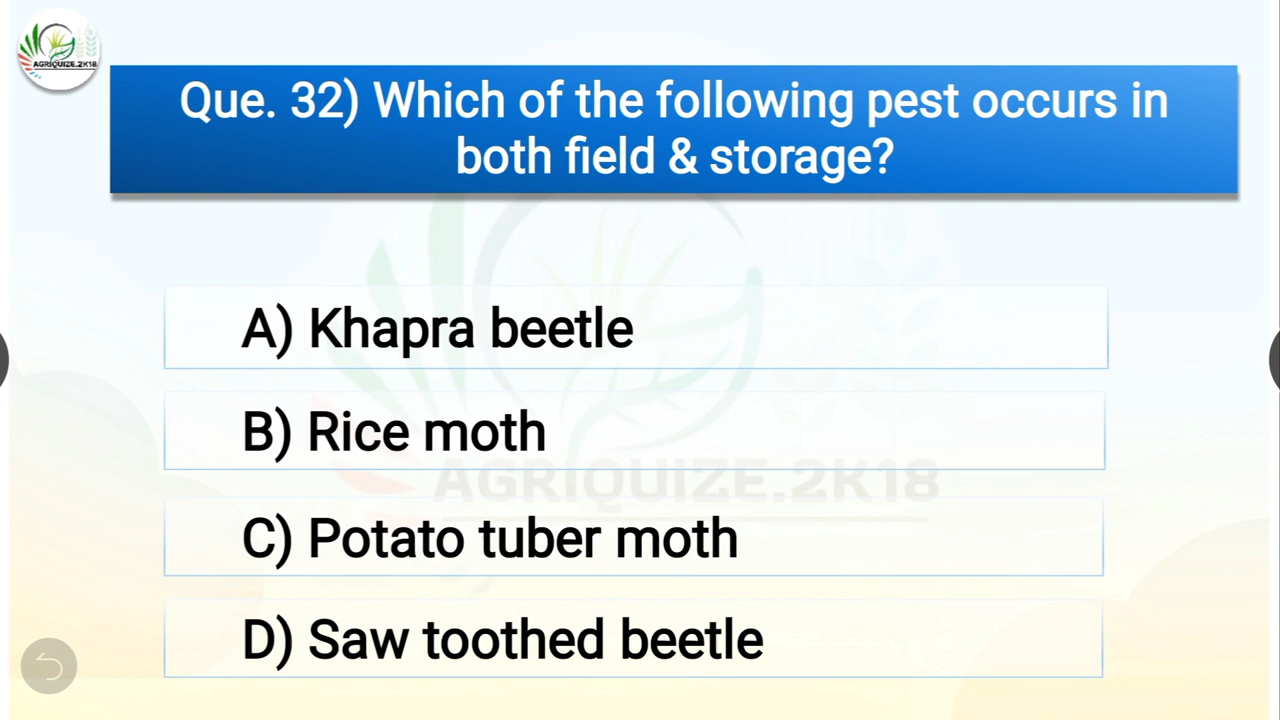 AGRIQUIZE.2K18
Que. 32) Which of the following pest occurs in
both field & storage?
A) Khapra beetle
B) Rice moth
AGRIQUIZE.2K18
C) Potato tuber moth
D) Saw toothed beetle